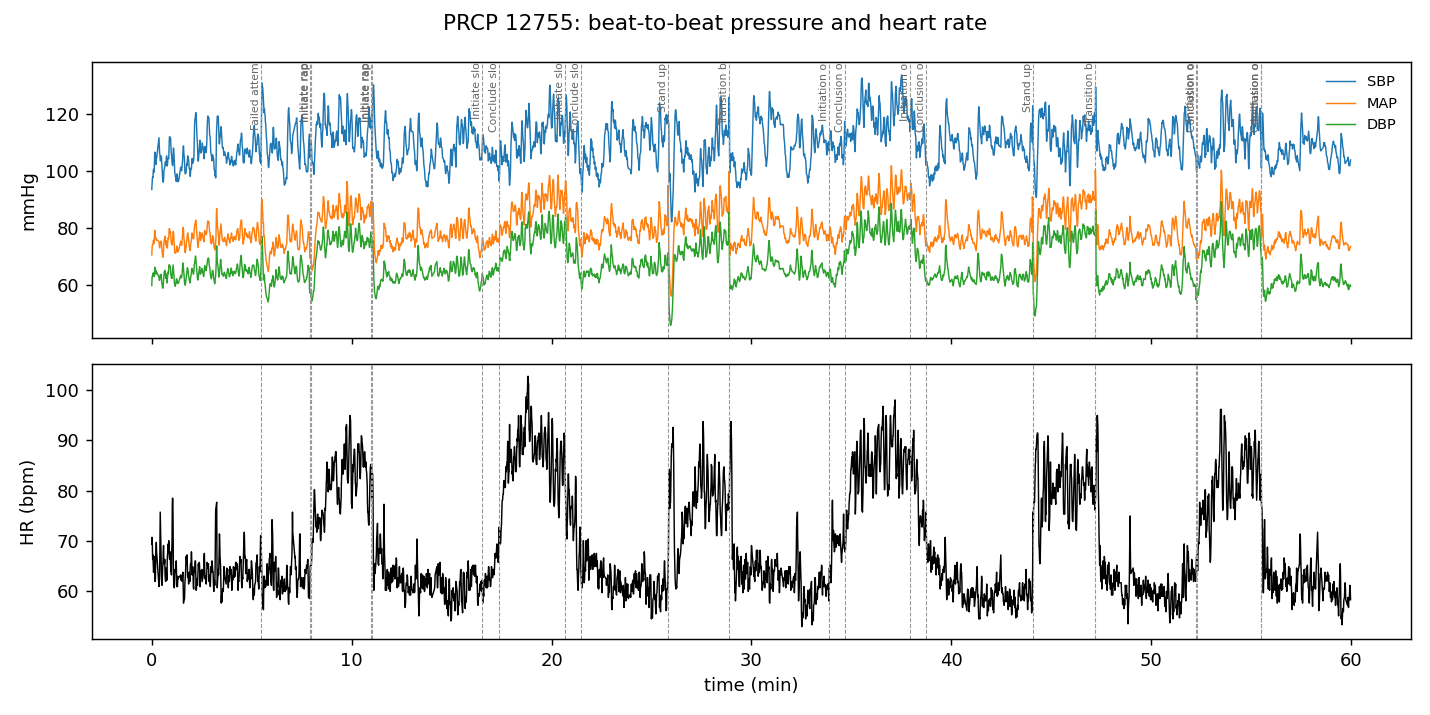 PRCP 12755: beat-to-beat pressure and heart rate
Failed attem
Initiate rap
Initiate rap
Initiate slo
Conclude slo
Initiate slo
Conclude slo
Stand up
Transition b
Initiation o
Conclusion o
Initiation o
Conclusion o
Stand up
Transition b
SBP
MAP
DBP
120
100
80
60
mmHg
100
90
80
70
60
HR (bpm)
0
10
20
30
40
50
60
time (min)